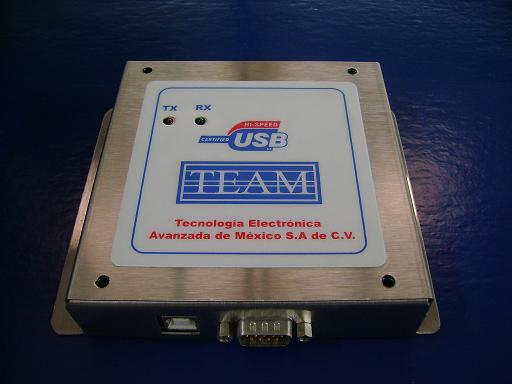 TX RX
HI-SPEED
CERTIFIED USB
TEAM
Tecnología Electrónica
Avanzada de México S.A de C.V.